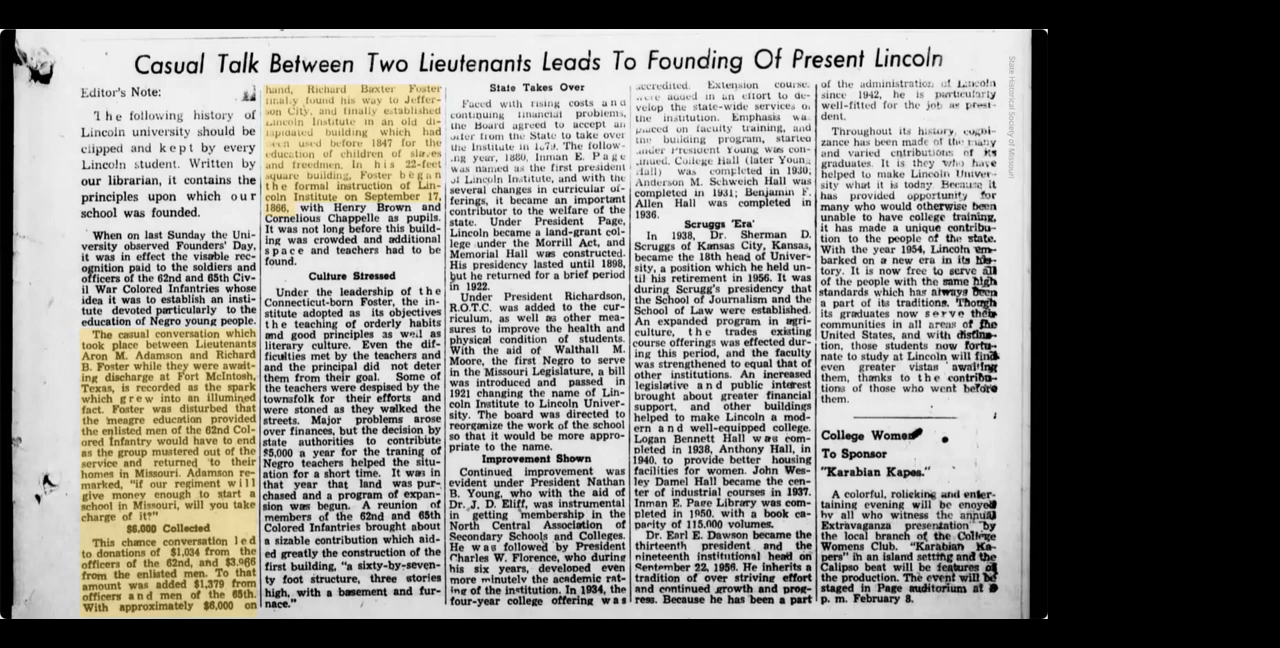 Casual Talk Between Two Lieutenants Leads To Founding Of Present Lincoln
Editor's Note:
The following history of
Lincoln university should be
clipped and kept by every
Lincoln student. Written by
our librarian, it contains the
principles upon which our
school was founded.
When on last Sunday the Uni-
versity observed Founders' Day,
it was in effect the visable rec-
ognition paid to the soldiers and
officers of the 62nd and 65th Civ-
il War Colored Infantries whose
idea it was to establish an insti-
tute devoted particularly to the
education of Negro young people.
The casual conversation which
took place between Lieutenants
Aron M. Adamson and Richard
B. Foster while they were await-
ing discharge at Fort McIntosh,
Texas, is recorded as the spark
which grew into an illumined
fact. Foster was disturbed that
the meagre education provided
the enlisted men of the 62nd Col-
ored Infantry would have to end
as the group mustered out of the
service and returned to their
homes in Missouri. Adamson re-
marked, "if our regiment will
give money enough to start a
school in Missouri, will you take
charge of it?"
$6,000 Collected
This chance conversation led
to donations of $1,034 from the
officers of the 62nd, and $3,966
from the enlisted men. To that
amount was added $1,379 from
officers and men of the 65th.
With approximately $6,000 on
hand, Richard Baxter Foster
finally found his way to Jeffer-
son City, and finally established
Lincoln Institute in an old di-
lapidated building which had
been used before 1847 for the
education of children of slaves
and freedmen. In his 22-feet
square building, Foster began
the formal instruction of Lin-
coln Institute on September 17,
1866, with Henry Brown and
Cornelious Chappelle as pupils.
It was not long before this build-
ing was crowded and additional
space and teachers had to be
found.
Culture Stressed
Under the leadership of the
Connecticut-born Foster, the in-
stitute adopted as its objectives
the teaching of orderly habits
and good principles as well as
literary culture. Even the dif-
ficulties met by the teachers and
and the principal did not deter
them from their goal. Some of
the teachers were despised by the
townsfolk for their efforts and
were stoned as they walked the
streets. Major problems arose
over finances, but the decision by
state authorities to contribute
$5,000 a year for the traning of
Negro teachers helped the situ-
ation for a short time. It was in
that year that land was pur-
chased and a program of expan-
sion was begun. A reunion of
members of the 62nd and 65th
Colored Infantries brought about
a sizable contribution which aid-
ed greatly the construction of the
first building, "a sixty-by-seven-
ty foot structure, three stories
high, with a basement and fur-
nace."
State Takes Over
Faced with rising costs and
continuing financial problems,
the Board agreed to accept an
offer from the State to take over
the Institute in 1879. The follow-
ing year, 1880, Inman E. Page
was named as the first president
of Lincoln Institute, and with the
several changes in curricular of-
ferings, it became an important
contributor to the welfare of the
state. Under President Page,
Lincoln became a land-grant col-
lege under the Morrill Act, and
Memorial Hall was constructed.
His presidency lasted until 1898,
but he returned for a brief period
in 1922.
Under President Richardson,
R.O.T.C. was added to the cur-
riculum, as well as other mea-
sures to improve the health and
physical condition of students.
With the aid of Walthall M.
Moore, the first Negro to serve
in the Missouri Legislature, a bill
was introduced and passed in
1921 changing the name of Lin-
coln Institute to Lincoln Univer-
sity. The board was directed to
reorganize the work of the school
so that it would be more appro-
priate to the name.
Improvement Shown
Continued improvement was
evident under President Nathan
B. Young, who with the aid of
Dr. J. D. Eliff, was instrumental
in getting membership in the
North Central Association of
Secondary Schools and Colleges.
He was followed by President
Charles W. Florence, who during
his six years, developed even
more minutely the academic rat-
ing of the institution. In 1934, the
four-year college offering was
accredited. Extension course.
were added in an effort to de-
velop the state-wide services of
the institution. Emphasis was
placed on faculty training, and
the building program, started
under President Young was con-
tinued. College Hall (later Young
Hall) was completed in 1930;
Anderson M. Schweich Hall was
completed in 1931; Benjamin F.
Allen Hall was completed in
1936.
Scruggs 'Era'
In 1938, Dr. Sherman D.
Scruggs of Kansas City, Kansas,
became the 18th head of Univer-
sity, a position which he held un-
til his retirement in 1956. It was
during Scrugg's presidency that
the School of Journalism and the
School of Law were established.
An expanded program in agri-
culture, the trades existing
course offerings was effected dur-
ing this period, and the faculty
was strengthened to equal that of
other institutions. An increased
legislative and public interest
brought about greater financial
support, and other buildings
helped to make Lincoln a mod-
ern and well-equipped college.
Logan Bennett Hall was com-
pleted in 1938, Anthony Hall, in
1940, to provide better housing
facilities for women. John Wes-
ley Damel Hall became the cen-
ter of industrial courses in 1937.
Inman E. Page Library was com-
pleted in 1950, with a book ca-
pacity of 115,000 volumes.
Dr. Earl E. Dawson became the
thirteenth president and the
nineteenth institutional head on
September 22, 1956. He inherits a
tradition of over striving effort
and continued growth and prog-
ress. Because he has been a part
of the administration of Lincoln
since 1942, he is particularly
well-fitted for the job as presi-
dent.
Throughout its history, cogni-
zance has been made of the many
and varied cntributions of its
graduates. It is they who have
helped to make Lincoln Univer-
sity what it is today. Because it
has provided opportunity for
many who would otherwise been
unable to have college training,
it has made a unique contribu-
tion to the people of the state.
With the year 1954, Lincoln em-
barked on a new era in its his-
tory. It is now free to serve all
of the people with the same high
standards which has always been
a part of its traditions. Though
its graduates now serve their
communities in all areas of the
United States, and with distinc-
tion, those students now fortu-
nate to study at Lincoln will find
even greater vistas awaiting
them, thanks to the contribu-
tions of those who went before
them.
College Women
To Sponsor
"Karabian Kapes."
A colorful, rolicking and enter-
taining evening will be enoyed
by all who witness the annual
Extravaganza presentation by
the local branch of the College
Womens Club. "Karabian Ka-
pers" in an island setting and the
Calipso beat will be features of
the production. The event will be
staged in Page auditorium at
p. m. February 8.
State Historical Society of Missouri